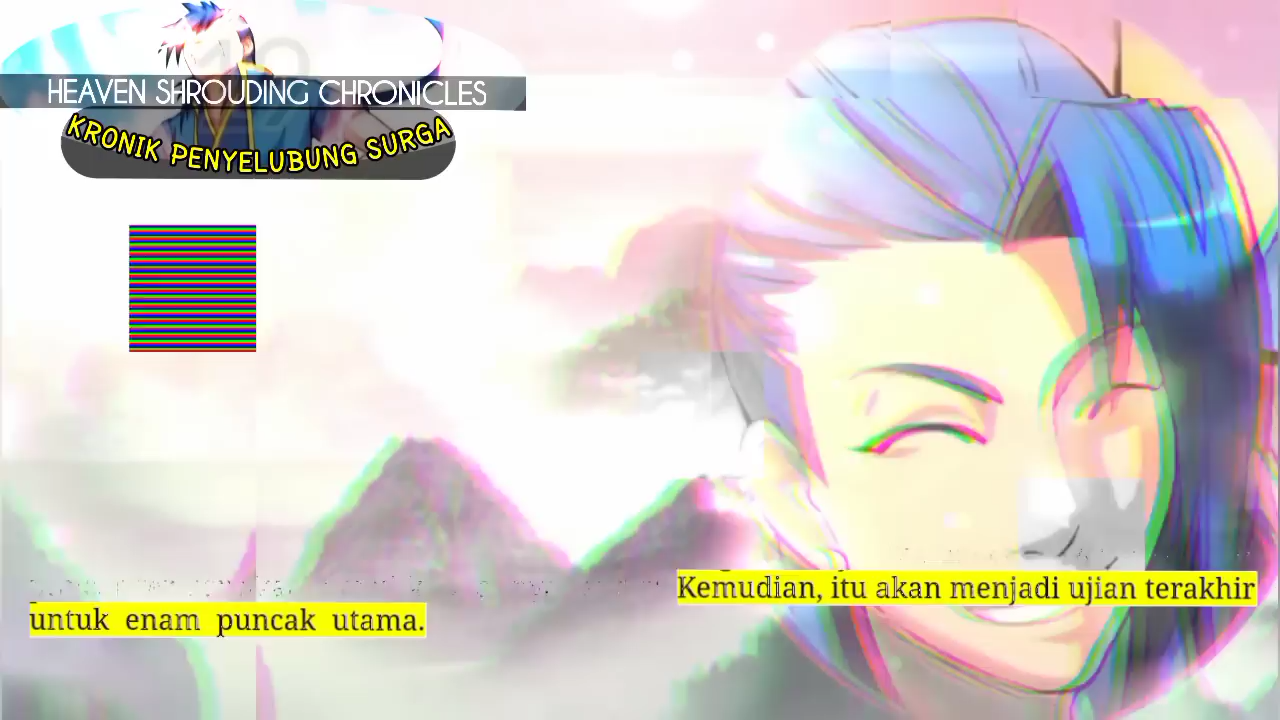 HEAVEN SHROUDING CHRONICLES
KRONIK PENYELUBUNG SURGA
Kemudian, itu akan menjadi ujian terakhir
untuk enam puncak utama.